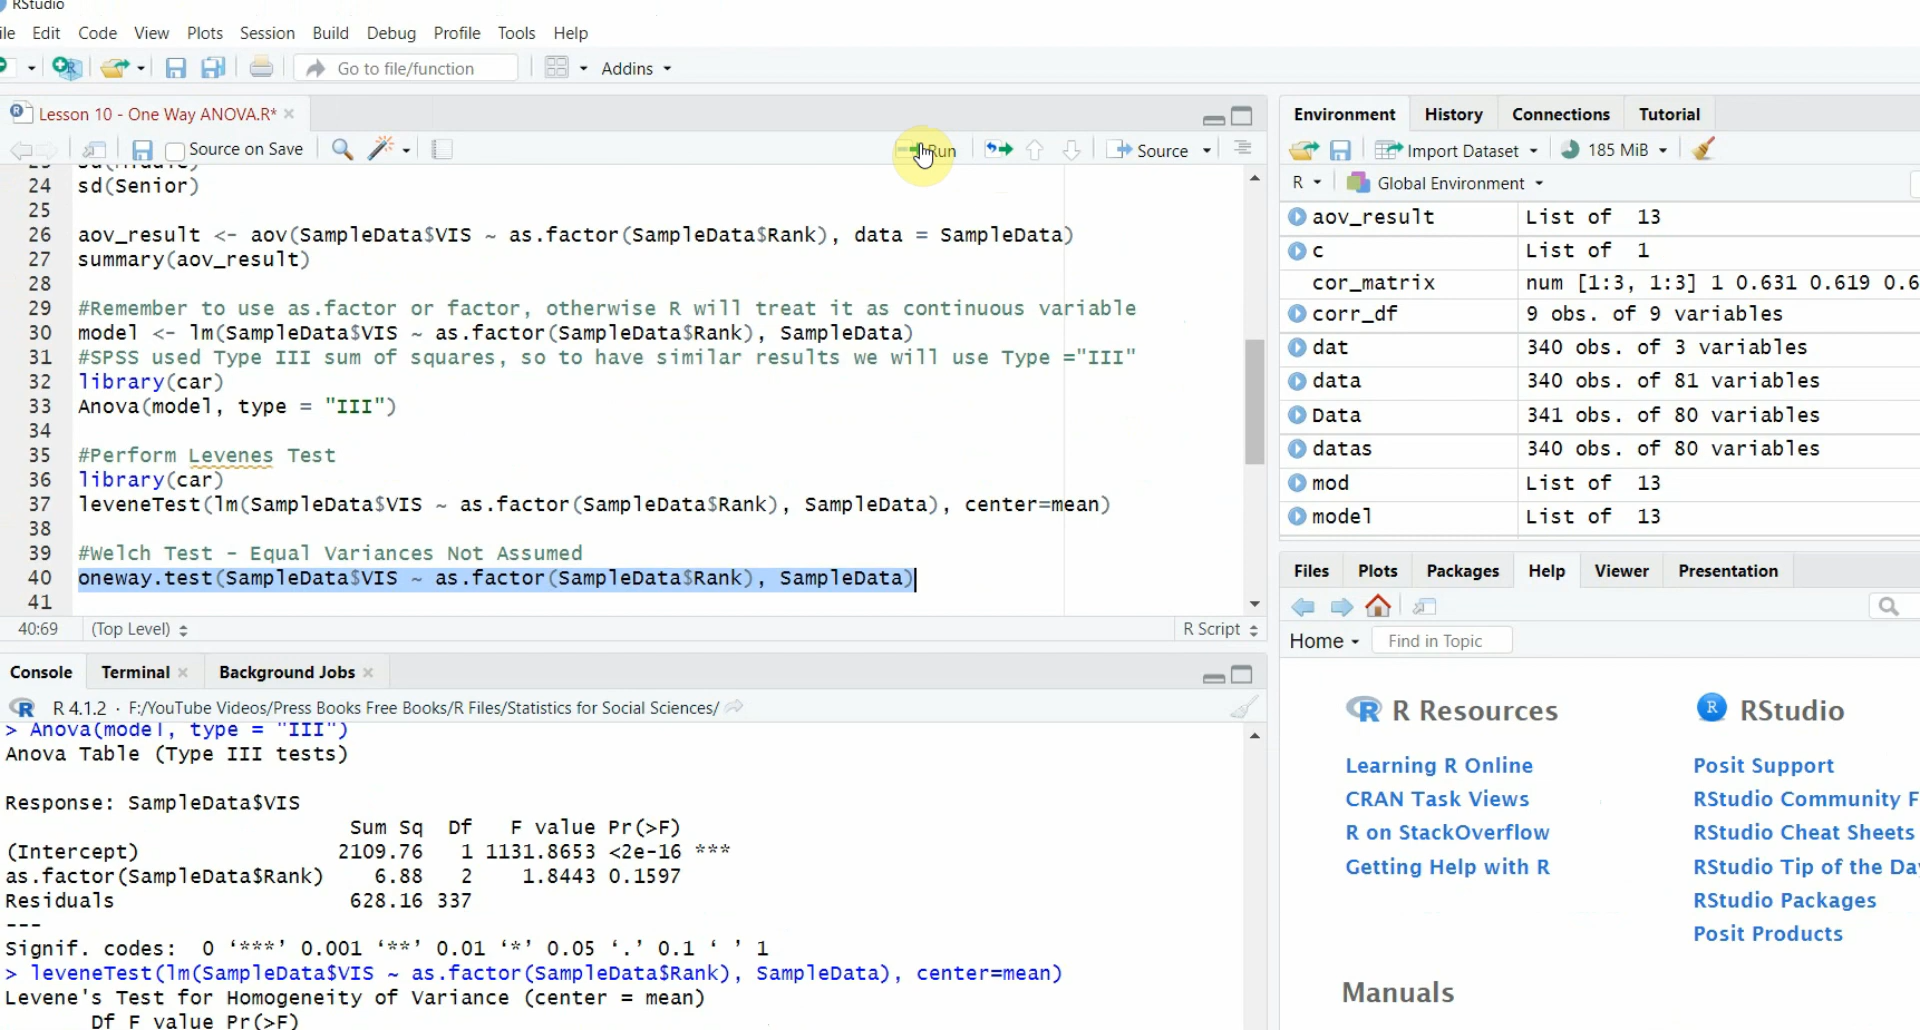 RStudio
Edit Code View Plots Session Build Debug Profile Tools Help
Go to file/function Addins
Lesson 10 - One Way ANOVA.R*
Source on Save Run Source
24 sd(Senior)
25
26 aov_result <- aov(SampleData$VIS ~ as.factor(SampleData$Rank), data = SampleData)
27 summary(aov_result)
28
29 #Remember to use as.factor or factor, otherwise R will treat it as continuous variable
30 model <- lm(SampleData$VIS ~ as.factor(SampleData$Rank), SampleData)
31 #SPSS used Type III sum of squares, so to have similar results we will use Type ="III"
32 library(car)
33 Anova(model, type = "III")
34
35 #Perform Levenes Test
36 library(car)
37 leveneTest(lm(SampleData$VIS ~ as.factor(SampleData$Rank), SampleData), center=mean)
38
39 #Welch Test - Equal Variances Not Assumed
40 oneway.test(SampleData$VIS ~ as.factor(SampleData$Rank), SampleData)
41
40:69 (Top Level) R Script
Console Terminal Background Jobs
R 4.1.2 · F:/YouTube Videos/Press Books Free Books/R Files/Statistics for Social Sciences/
> Anova(model, type = "III")
Anova Table (Type III tests)
Response: SampleData$VIS
Sum Sq Df F value Pr(>F)
(Intercept) 2109.76 1 1131.8653 <2e-16 ***
as.factor(SampleData$Rank) 6.88 2 1.8443 0.1597
Residuals 628.16 337
---
Signif. codes: 0 ‘***’ 0.001 ‘**’ 0.01 ‘*’ 0.05 ‘.’ 0.1 ‘ ’ 1
> leveneTest(lm(SampleData$VIS ~ as.factor(SampleData$Rank), SampleData), center=mean)
Levene's Test for Homogeneity of Variance (center = mean)
Df F value Pr(>F)
Environment History Connections Tutorial
Import Dataset 185 MiB
R Global Environment
aov_result List of 13
c List of 1
cor_matrix num [1:3, 1:3] 1 0.631 0.619 0.6
corr_df 9 obs. of 9 variables
dat 340 obs. of 3 variables
data 340 obs. of 81 variables
Data 341 obs. of 80 variables
datas 340 obs. of 80 variables
mod List of 13
model List of 13
Files Plots Packages Help Viewer Presentation
Home Find in Topic
R Resources
Learning R Online
CRAN Task Views
R on StackOverflow
Getting Help with R
RStudio
Posit Support
RStudio Community F
RStudio Cheat Sheets
RStudio Tip of the Da
RStudio Packages
Posit Products
Manuals